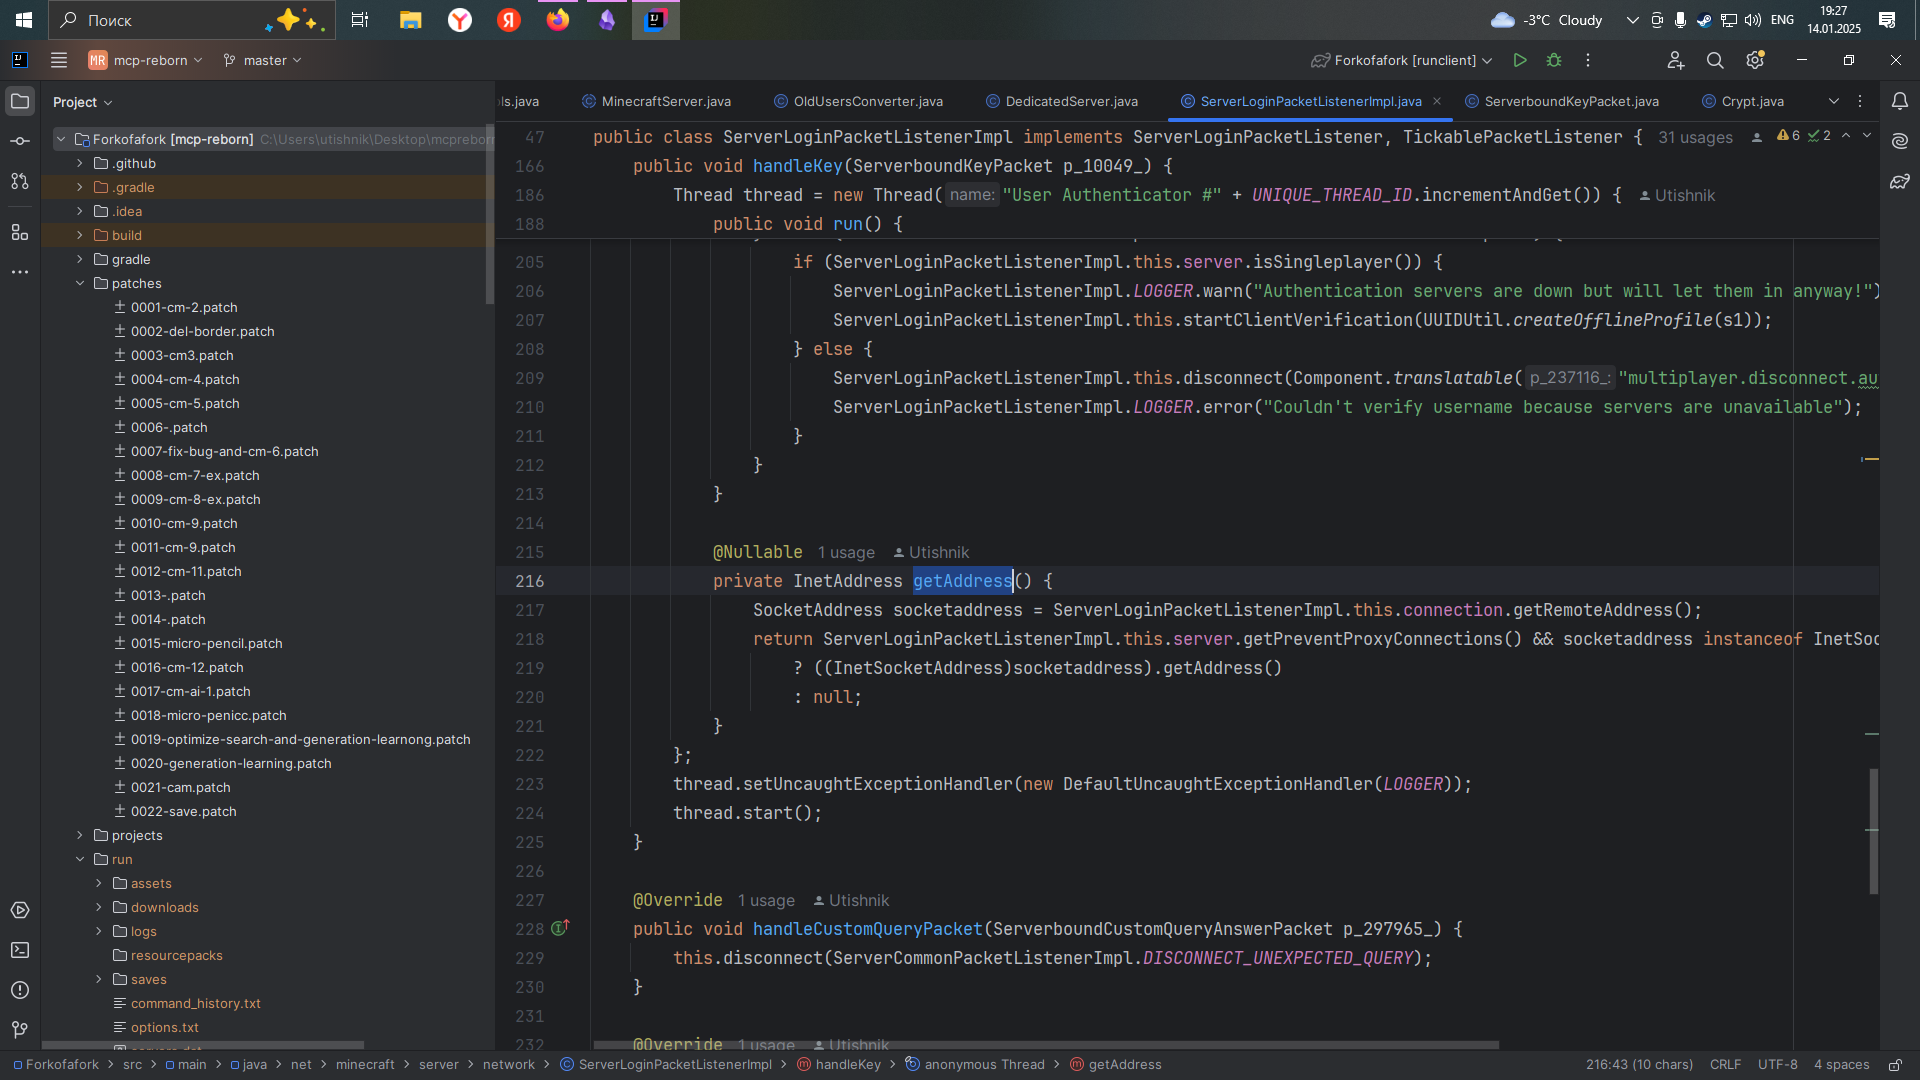 Поиск
-3°C Cloudy
ENG
19:27
14.01.2025
MR mcp-reborn
master
Forkofafork [runclient]
Project
ls.java
MinecraftServer.java
OldUsersConverter.java
DedicatedServer.java
ServerLoginPacketListenerImpl.java
ServerboundKeyPacket.java
Crypt.java
Forkofafork [mcp-reborn] C:\Users\utishnik\Desktop\mcprebor
.github
.gradle
.idea
build
gradle
patches
0001-cm-2.patch
0002-del-border.patch
0003-cm3.patch
0004-cm-4.patch
0005-cm-5.patch
0006-.patch
0007-fix-bug-and-cm-6.patch
0008-cm-7-ex.patch
0009-cm-8-ex.patch
0010-cm-9.patch
0011-cm-9.patch
0012-cm-11.patch
0013-.patch
0014-.patch
0015-micro-pencil.patch
0016-cm-12.patch
0017-cm-ai-1.patch
0018-micro-penicc.patch
0019-optimize-search-and-generation-learnong.patch
0020-generation-learning.patch
0021-cam.patch
0022-save.patch
projects
run
assets
downloads
logs
resourcepacks
saves
command_history.txt
options.txt
47 public class ServerLoginPacketListenerImpl implements ServerLoginPacketListener, TickablePacketListener { 31 usages 6 2
166 public void handleKey(ServerboundKeyPacket p_10049_) {
186 Thread thread = new Thread( name: "User Authenticator #" + UNIQUE_THREAD_ID.incrementAndGet()) { Utishnik
188 public void run() {
205 if (ServerLoginPacketListenerImpl.this.server.isSingleplayer()) {
206 ServerLoginPacketListenerImpl.LOGGER.warn("Authentication servers are down but will let them in anyway!")
207 ServerLoginPacketListenerImpl.this.startClientVerification(UUIDUtil.createOfflineProfile(s1));
208 } else {
209 ServerLoginPacketListenerImpl.this.disconnect(Component.translatable( p_237116_: "multiplayer.disconnect.au
210 ServerLoginPacketListenerImpl.LOGGER.error("Couldn't verify username because servers are unavailable");
211 }
212 }
213 }
214
215 @Nullable 1 usage Utishnik
216 private InetAddress getAddress() {
217 SocketAddress socketaddress = ServerLoginPacketListenerImpl.this.connection.getRemoteAddress();
218 return ServerLoginPacketListenerImpl.this.server.getPreventProxyConnections() && socketaddress instanceof InetSoc
219 ? ((InetSocketAddress)socketaddress).getAddress()
220 : null;
221 }
222 };
223 thread.setUncaughtExceptionHandler(new DefaultUncaughtExceptionHandler(LOGGER));
224 thread.start();
225 }
226
227 @Override 1 usage Utishnik
228 public void handleCustomQueryPacket(ServerboundCustomQueryAnswerPacket p_297965_) {
229 this.disconnect(ServerCommonPacketListenerImpl.DISCONNECT_UNEXPECTED_QUERY);
230 }
231
232 @Override 1 usage Utishnik
Forkofafork > src > main > java > net > minecraft > server > network > ServerLoginPacketListenerImpl > handleKey > anonymous Thread > getAddress
216:43 (10 chars) CRLF UTF-8 4 spaces